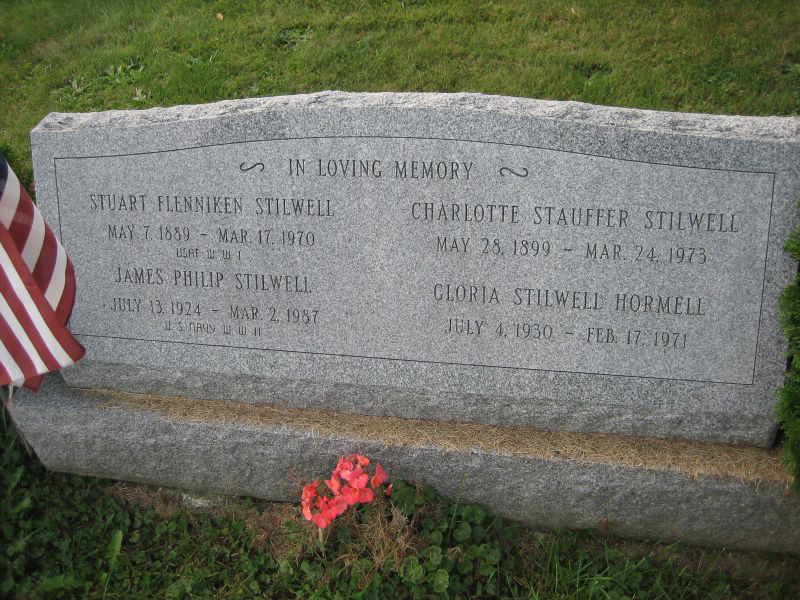 IN LOVING MEMORY
STUART FLENNIKEN STILWELL
MAY 7, 1889 - MAR. 17, 1970
USAF W W I
JAMES PHILIP STILWELL
JULY 13, 1924 - MAR. 2, 1987
U S NAVY W W II
CHARLOTTE STAUFFER STILWELL
MAY 28, 1899 - MAR. 24, 1973
GLORIA STILWELL HORMELL
JULY 4, 1930 - FEB. 17, 1971